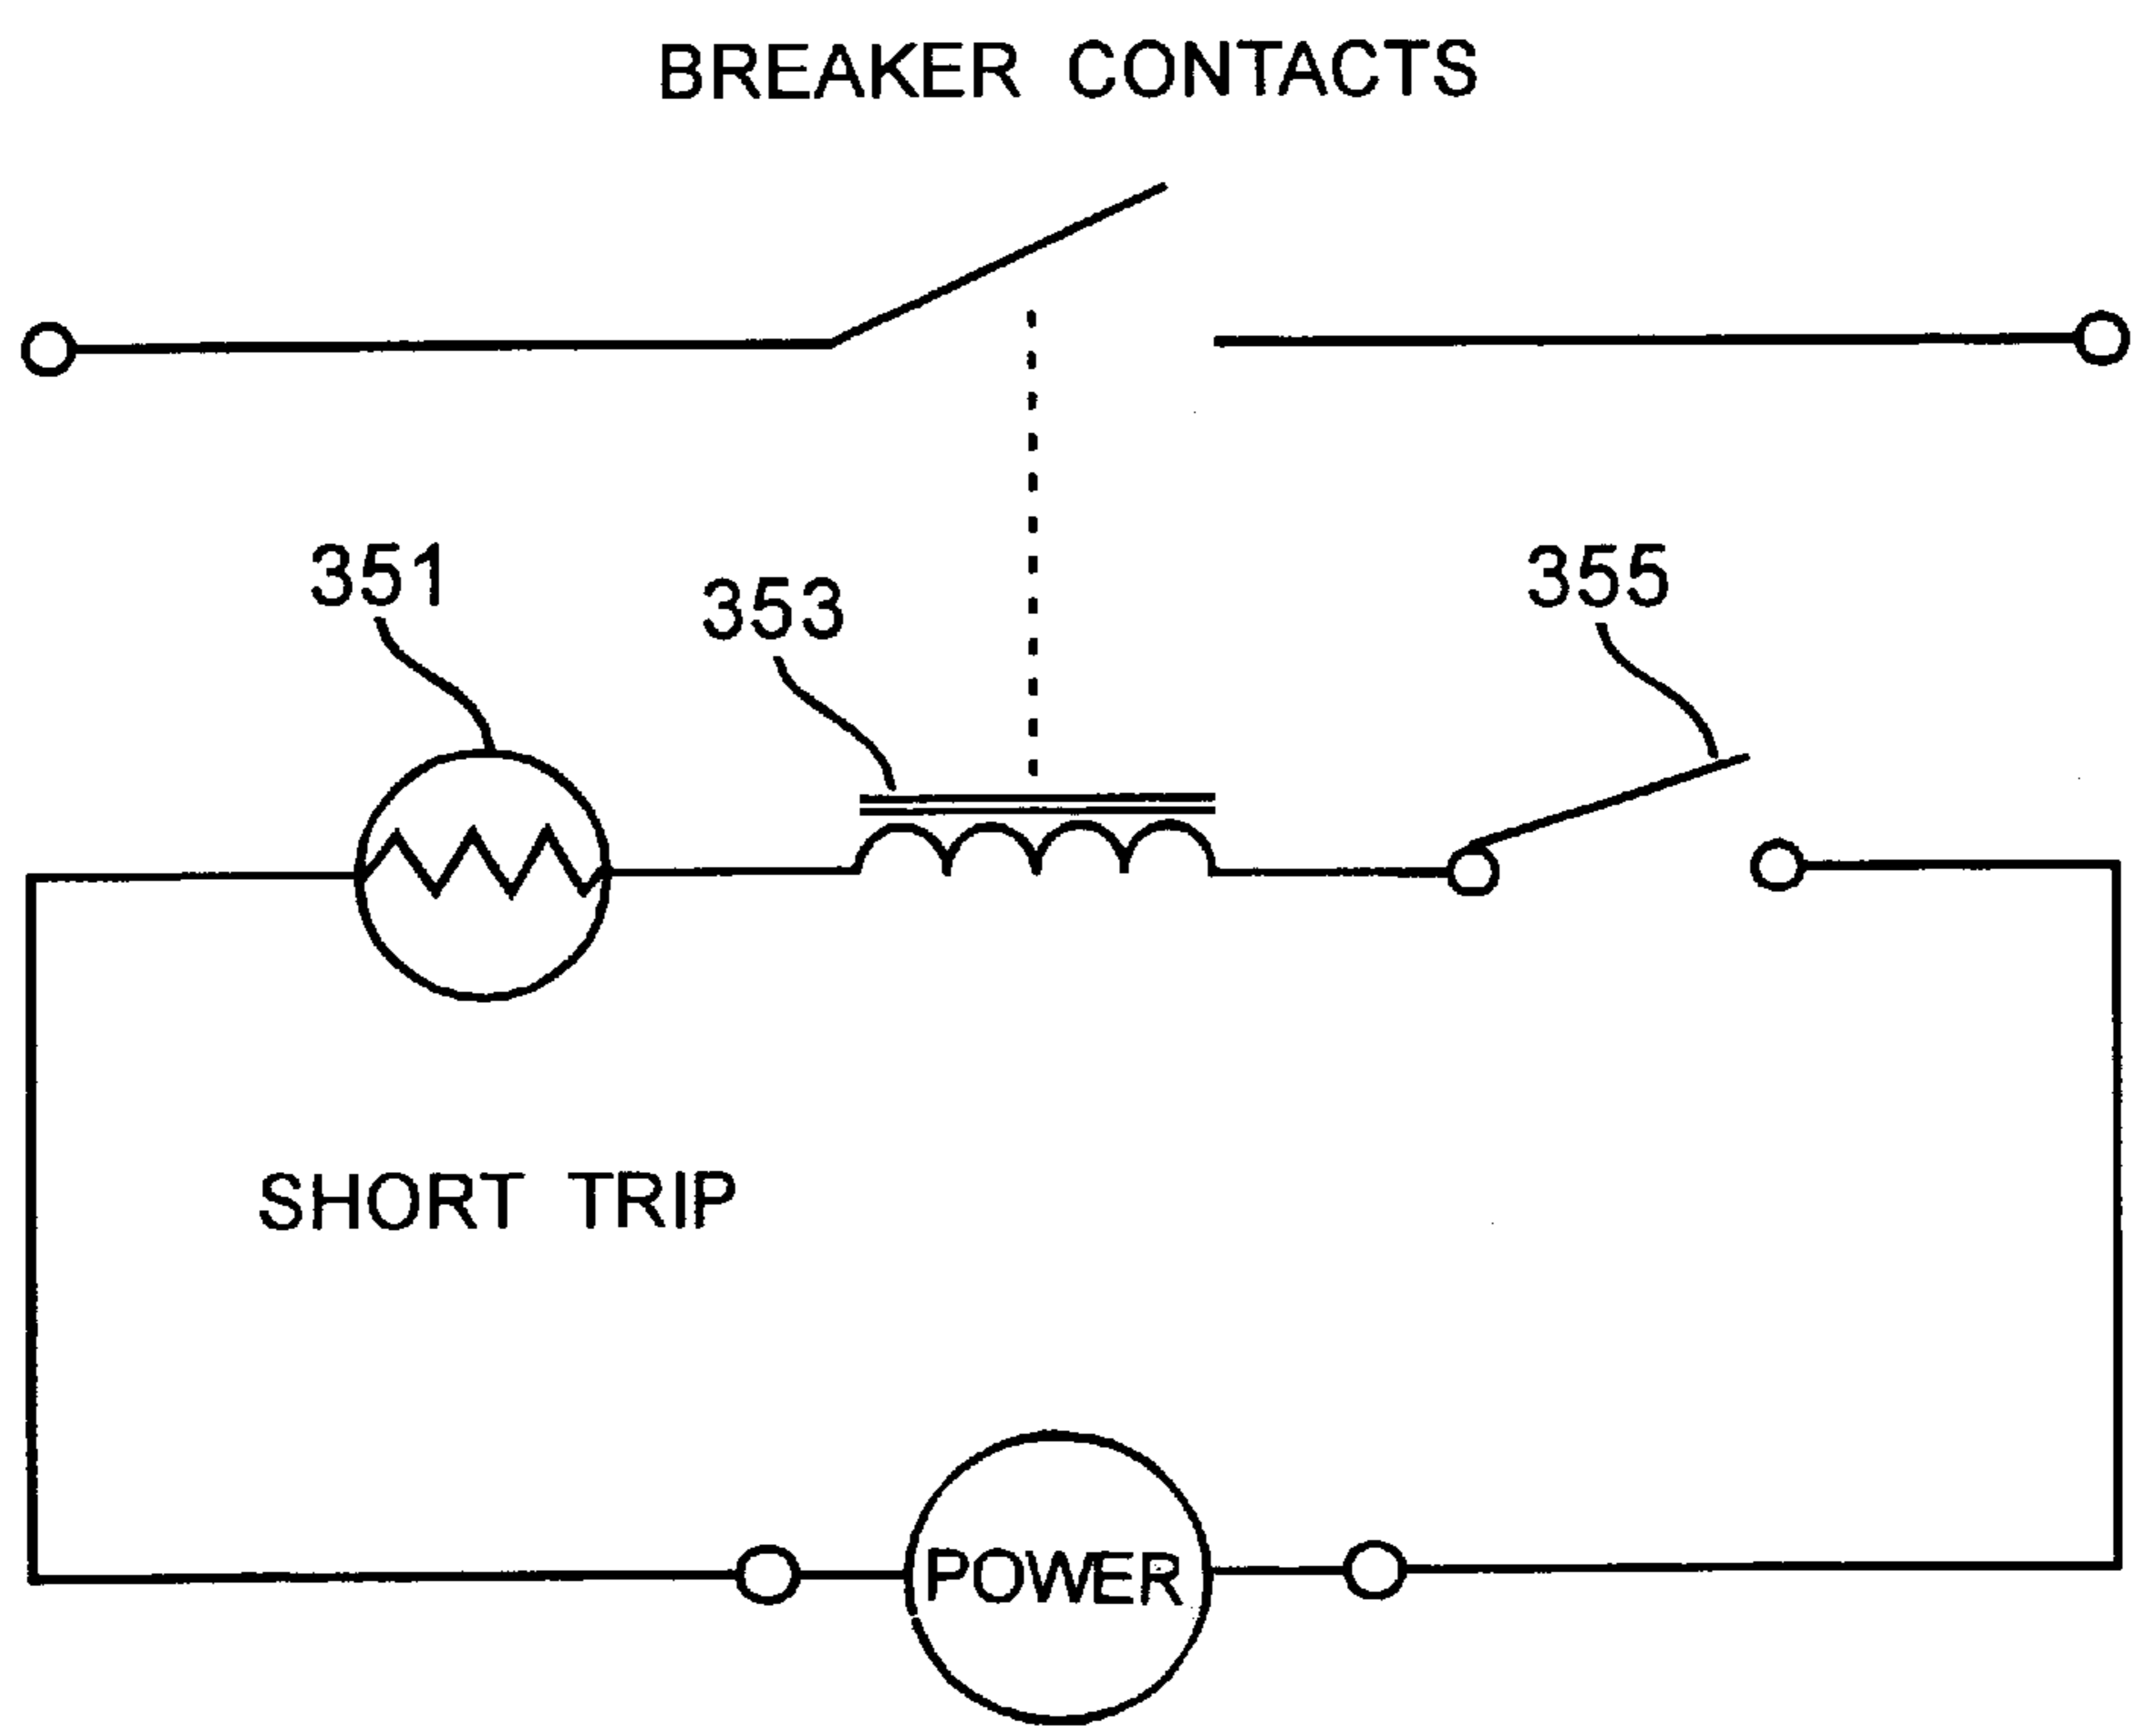 BREAKER CONTACTS
351
353
355
SHORT TRIP
POWER